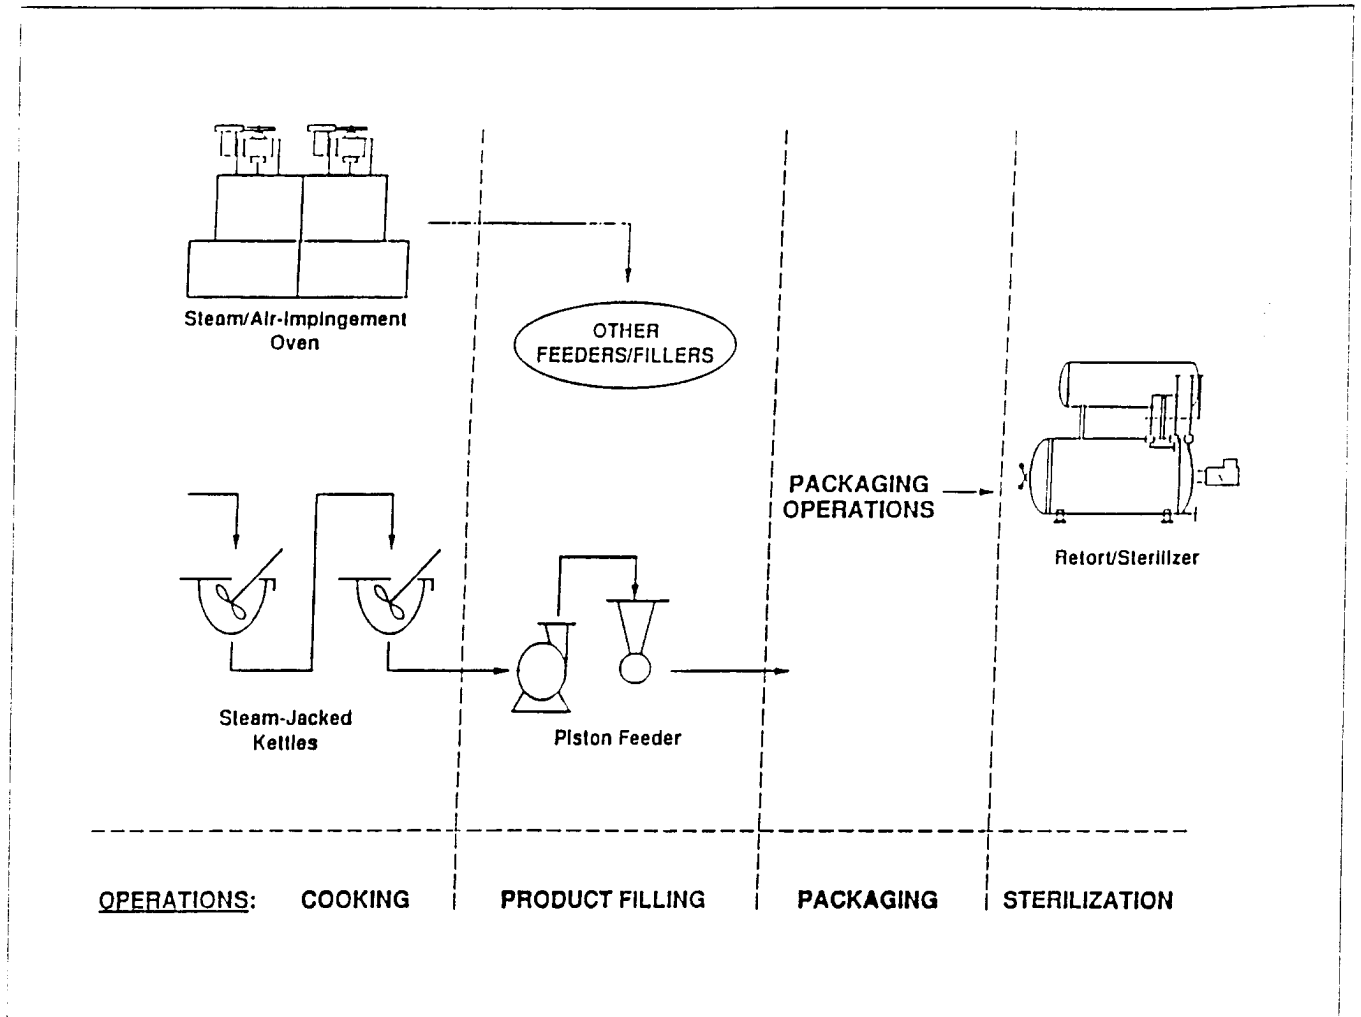 Steam/Air-Impingement
Oven
OTHER
FEEDERS/FILLERS
PACKAGING
OPERATIONS
Retort/Sterilizer
Steam-Jacked
Kettles
Piston Feeder
OPERATIONS:
COOKING
PRODUCT FILLING
PACKAGING
STERILIZATION